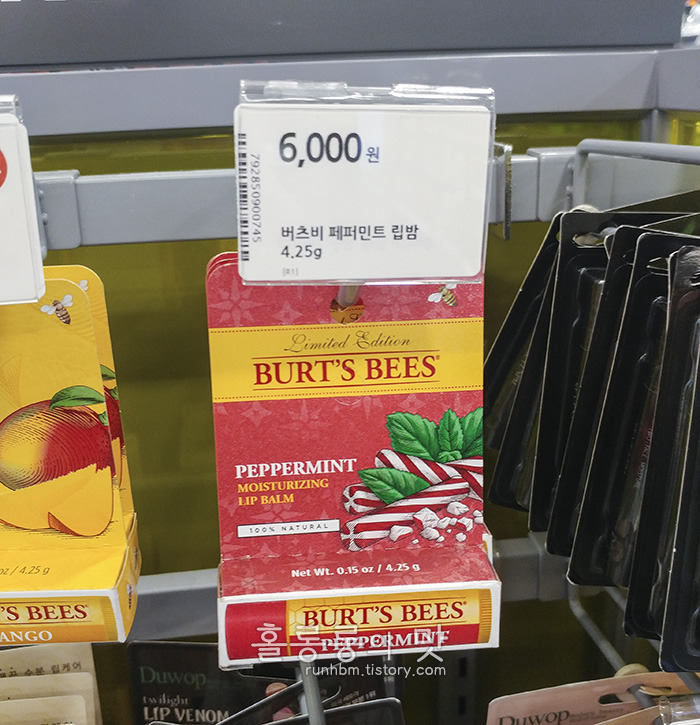 6,000 원
792850900745
버츠비 페퍼민트 립밤
4.25g
Limited Edition
BURT'S BEES®
PEPPERMINT
MOISTURIZING
LIP BALM
100% NATURAL
Net Wt. 0.15 oz / 4.25 g
BURT'S BEES®
PEPPERMINT
runhbm.tistory.com
oz / 4.25 g
'S BEES®
ANGO
Duwop
twilight
LIP VENOM
Duwop